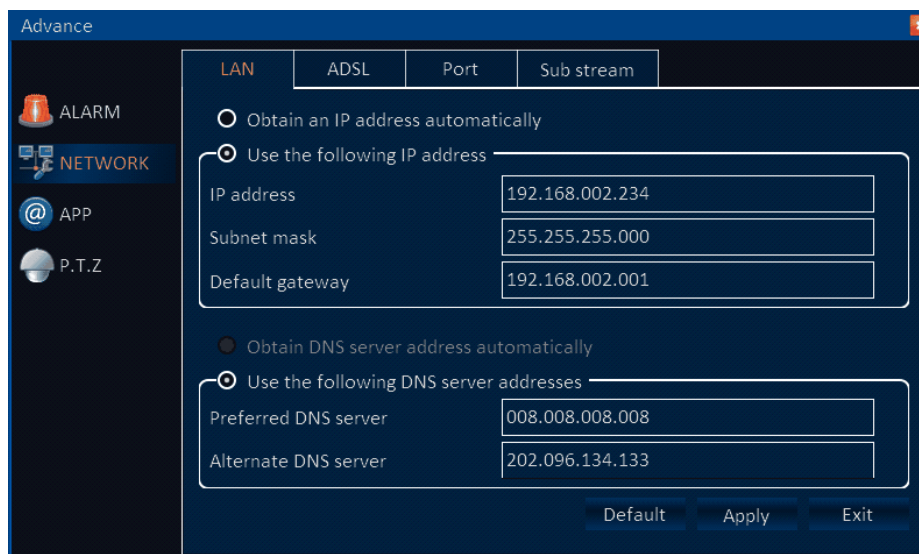 Advance
LAN ADSL Port Sub stream
ALARM
NETWORK
APP
P.T.Z
Obtain an IP address automatically
Use the following IP address
IP address 192.168.002.234
Subnet mask 255.255.255.000
Default gateway 192.168.002.001
Obtain DNS server address automatically
Use the following DNS server addresses
Preferred DNS server 008.008.008.008
Alternate DNS server 202.096.134.133
Default Apply Exit